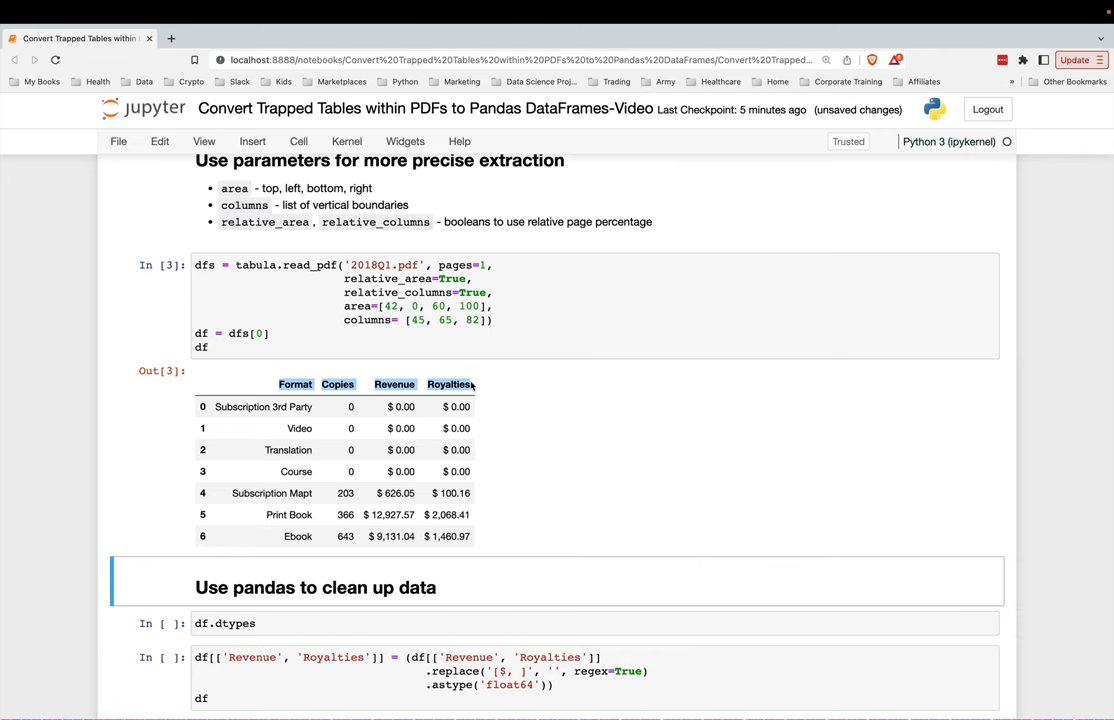 Convert Trapped Tables within
localhost:8888/notebooks/Convert%20Trapped%20Tables%20within%20PDFs%20to%20Pandas%20DataFrames/Convert%20Trapped...
Update
My Books Health Data Crypto Slack Kids Marketplaces Python Marketing Data Science Proj... Trading Army Healthcare Home Corporate Training Affiliates » Other Bookmarks
jupyter Convert Trapped Tables within PDFs to Pandas DataFrames-Video Last Checkpoint: 5 minutes ago (unsaved changes) Logout
File Edit View Insert Cell Kernel Widgets Help Trusted Python 3 (ipykernel)
Use parameters for more precise extraction
• area - top, left, bottom, right
• columns - list of vertical boundaries
• relative_area, relative_columns - booleans to use relative page percentage
In [3]: dfs = tabula.read_pdf('2018Q1.pdf', pages=1,
relative_area=True,
relative_columns=True,
area=[42, 0, 60, 100],
columns= [45, 65, 82])
df = dfs[0]
df
Out[3]:
Format Copies Revenue Royalties
0 Subscription 3rd Party 0 $ 0.00 $ 0.00
1 Video 0 $ 0.00 $ 0.00
2 Translation 0 $ 0.00 $ 0.00
3 Course 0 $ 0.00 $ 0.00
4 Subscription Mapt 203 $ 626.05 $ 100.16
5 Print Book 366 $ 12,927.57 $ 2,068.41
6 Ebook 643 $ 9,131.04 $ 1,460.97
Use pandas to clean up data
In [ ]: df.dtypes
In [ ]: df[['Revenue', 'Royalties']] = (df[['Revenue', 'Royalties']]
.replace('[$, ]', '', regex=True)
.astype('float64'))
df